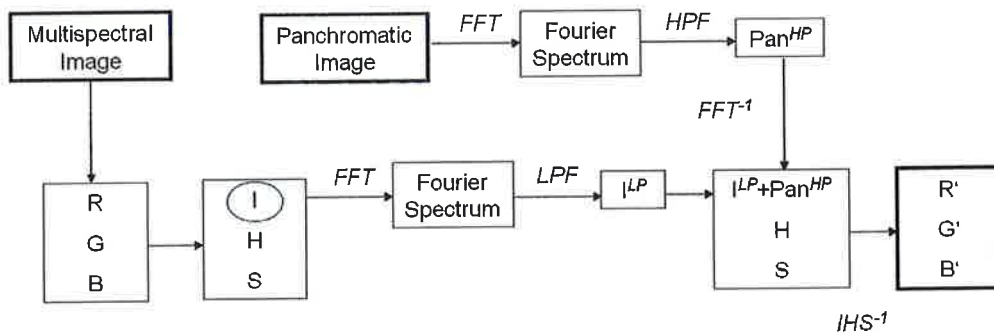 Multispectral
Image
Panchromatic
Image
FFT
Fourier
Spectrum
HPF
Pan^HP
FFT^-1
R
G
B
I
H
S
FFT
Fourier
Spectrum
LPF
I^LP
I^LP+Pan^HP
H
S
R‘
G‘
B‘
IHS^-1